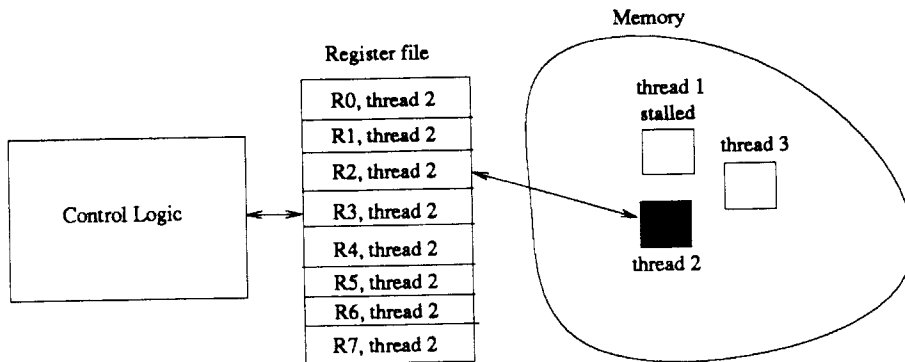 Memory
Register file
R0, thread 2
R1, thread 2
R2, thread 2
R3, thread 2
R4, thread 2
R5, thread 2
R6, thread 2
R7, thread 2
Control Logic
thread 1
stalled
thread 3
thread 2